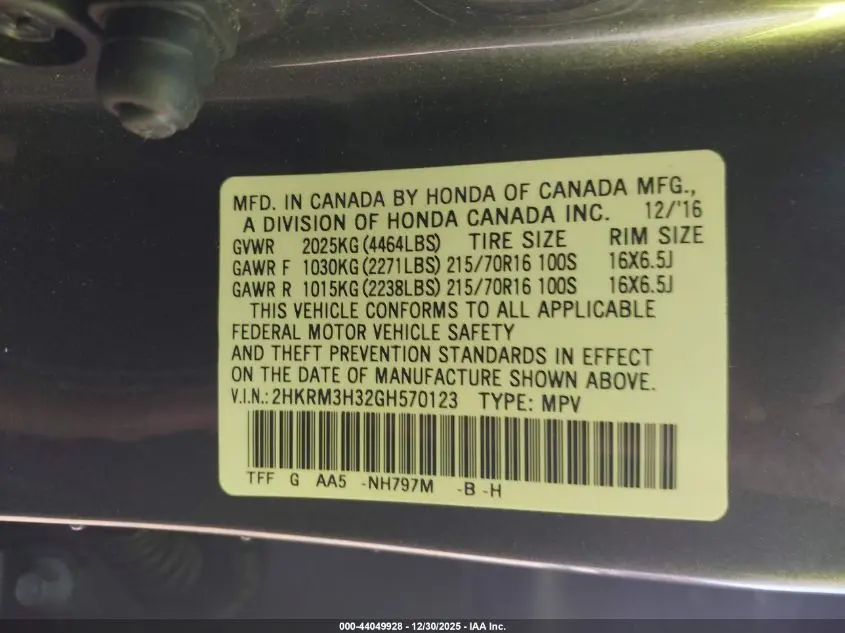 MFD. IN CANADA BY HONDA OF CANADA MFG.,
A DIVISION OF HONDA CANADA INC. 12/'16
GVWR 2025KG(4464LBS) TIRE SIZE RIM SIZE
GAWR F 1030KG(2271LBS) 215/70R16 100S 16X6.5J
GAWR R 1015KG(2238LBS) 215/70R16 100S 16X6.5J
THIS VEHICLE CONFORMS TO ALL APPLICABLE
FEDERAL MOTOR VEHICLE SAFETY
AND THEFT PREVENTION STANDARDS IN EFFECT
ON THE DATE OF MANUFACTURE SHOWN ABOVE.
V.I.N.: 2HKRM3H32GH570123 TYPE: MPV
TFF G AA5 -NH797M -B -H
000-44049928 - 12/30/2025 - IAA Inc.